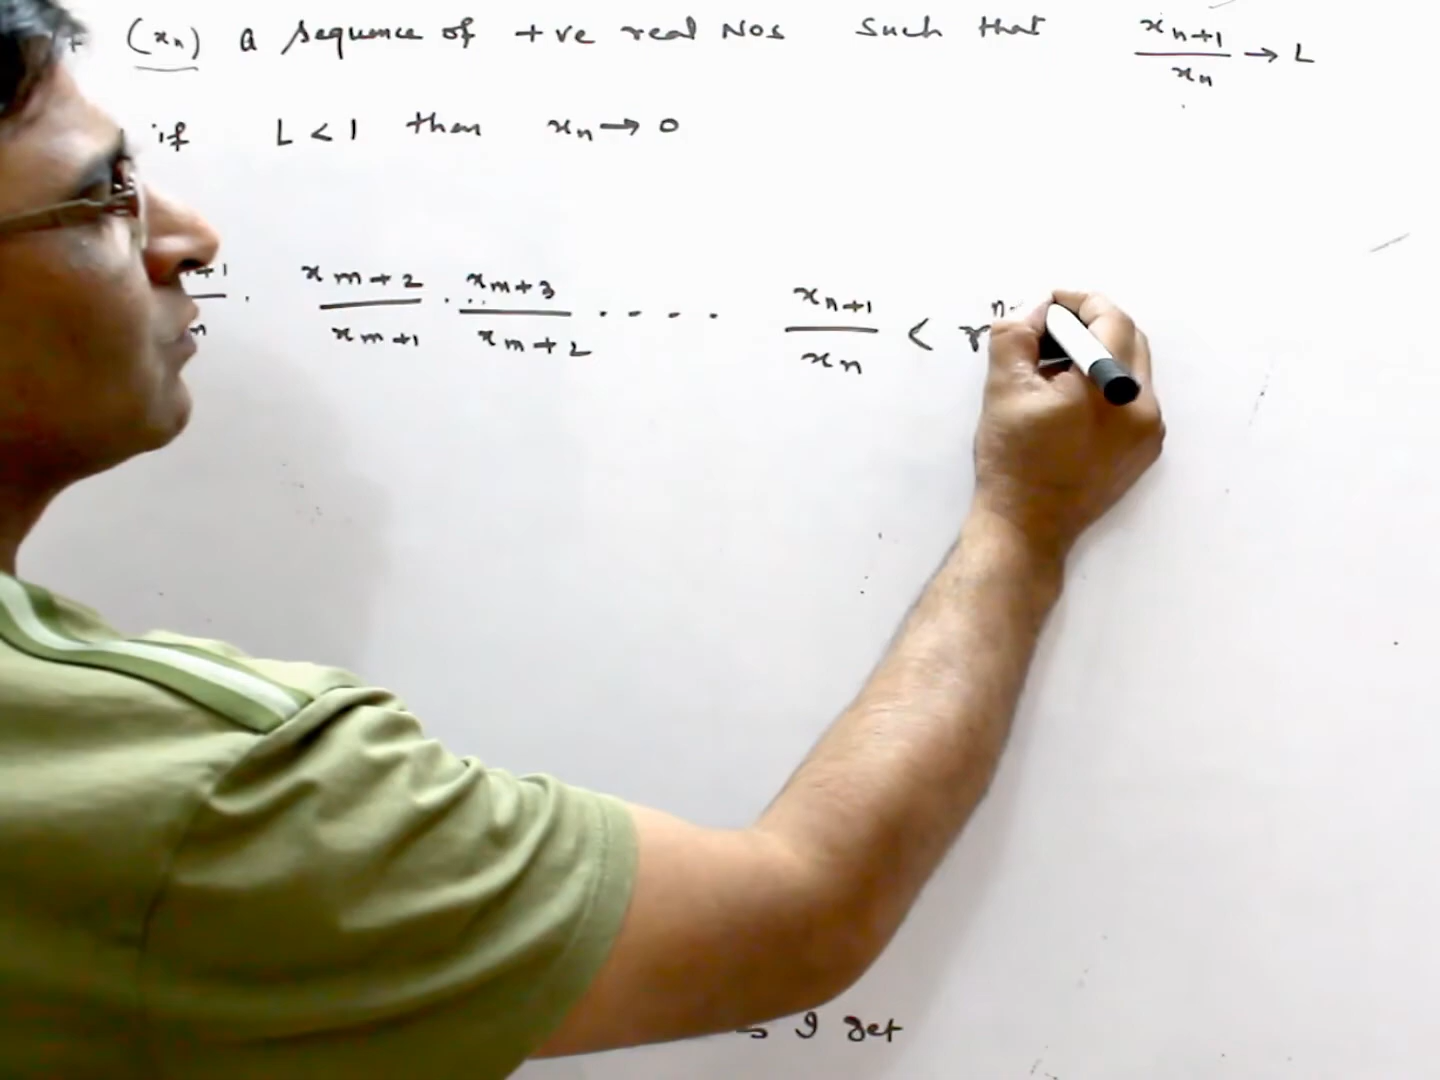 (xₙ) a sequence of +ve real Nos such that xₙ₊₁/xₙ → L
if L < 1 then xₙ → 0
xₘ₊₂/xₘ₊₁ · xₘ₊₃/xₘ₊₂ · · · · xₙ₊₁/xₙ < r
I get